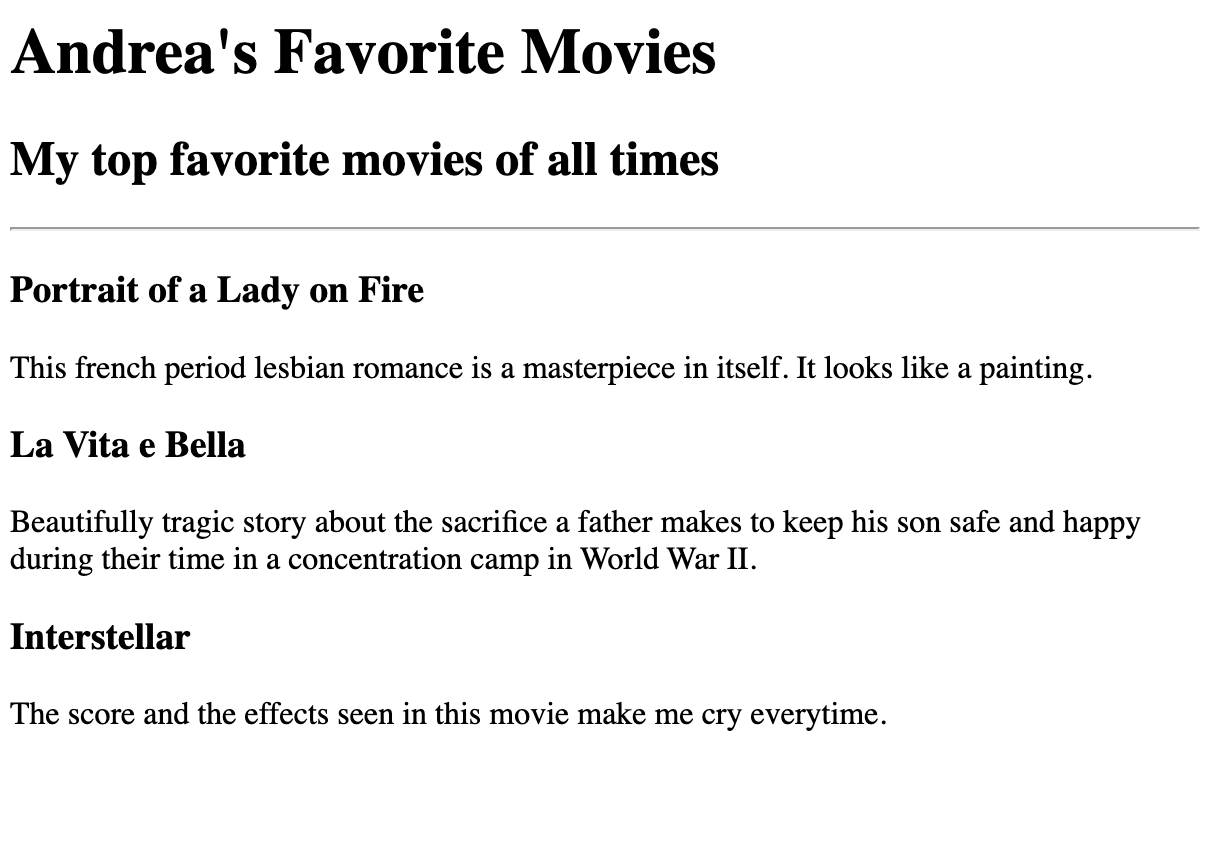 Andrea's Favorite Movies
My top favorite movies of all times
Portrait of a Lady on Fire
This french period lesbian romance is a masterpiece in itself. It looks like a painting.
La Vita e Bella
Beautifully tragic story about the sacrifice a father makes to keep his son safe and happy
during their time in a concentration camp in World War II.
Interstellar
The score and the effects seen in this movie make me cry everytime.